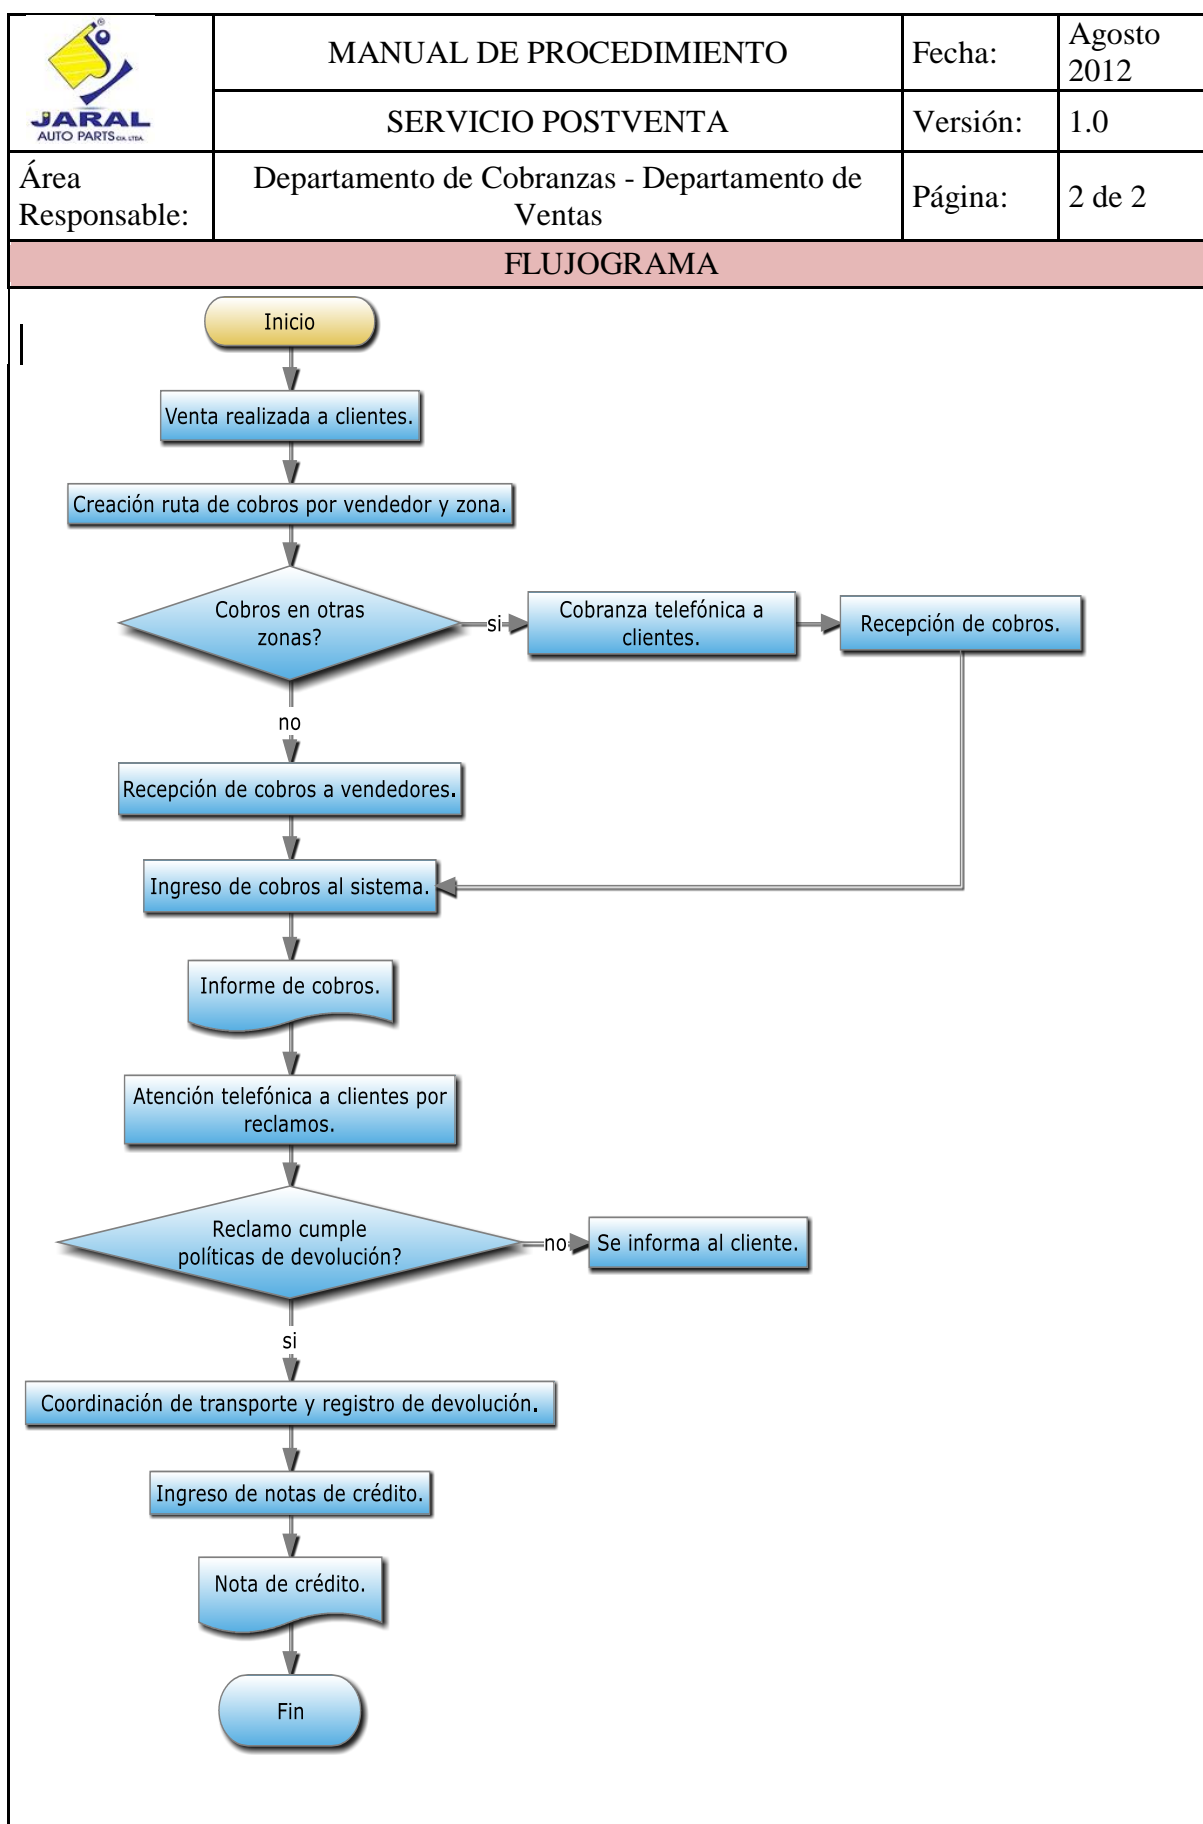 JARAL
AUTO PARTS CIA. LTDA.
MANUAL DE PROCEDIMIENTO
Fecha:
Agosto
2012
SERVICIO POSTVENTA
Versión:
1.0
Área
Responsable:
Departamento de Cobranzas - Departamento de
Ventas
Página:
2 de 2
FLUJOGRAMA
Inicio
Venta realizada a clientes.
Creación ruta de cobros por vendedor y zona.
Cobros en otras
zonas?
si
Cobranza telefónica a
clientes.
Recepción de cobros.
no
Recepción de cobros a vendedores.
Ingreso de cobros al sistema.
Informe de cobros.
Atención telefónica a clientes por
reclamos.
Reclamo cumple
políticas de devolución?
no
Se informa al cliente.
si
Coordinación de transporte y registro de devolución.
Ingreso de notas de crédito.
Nota de crédito.
Fin